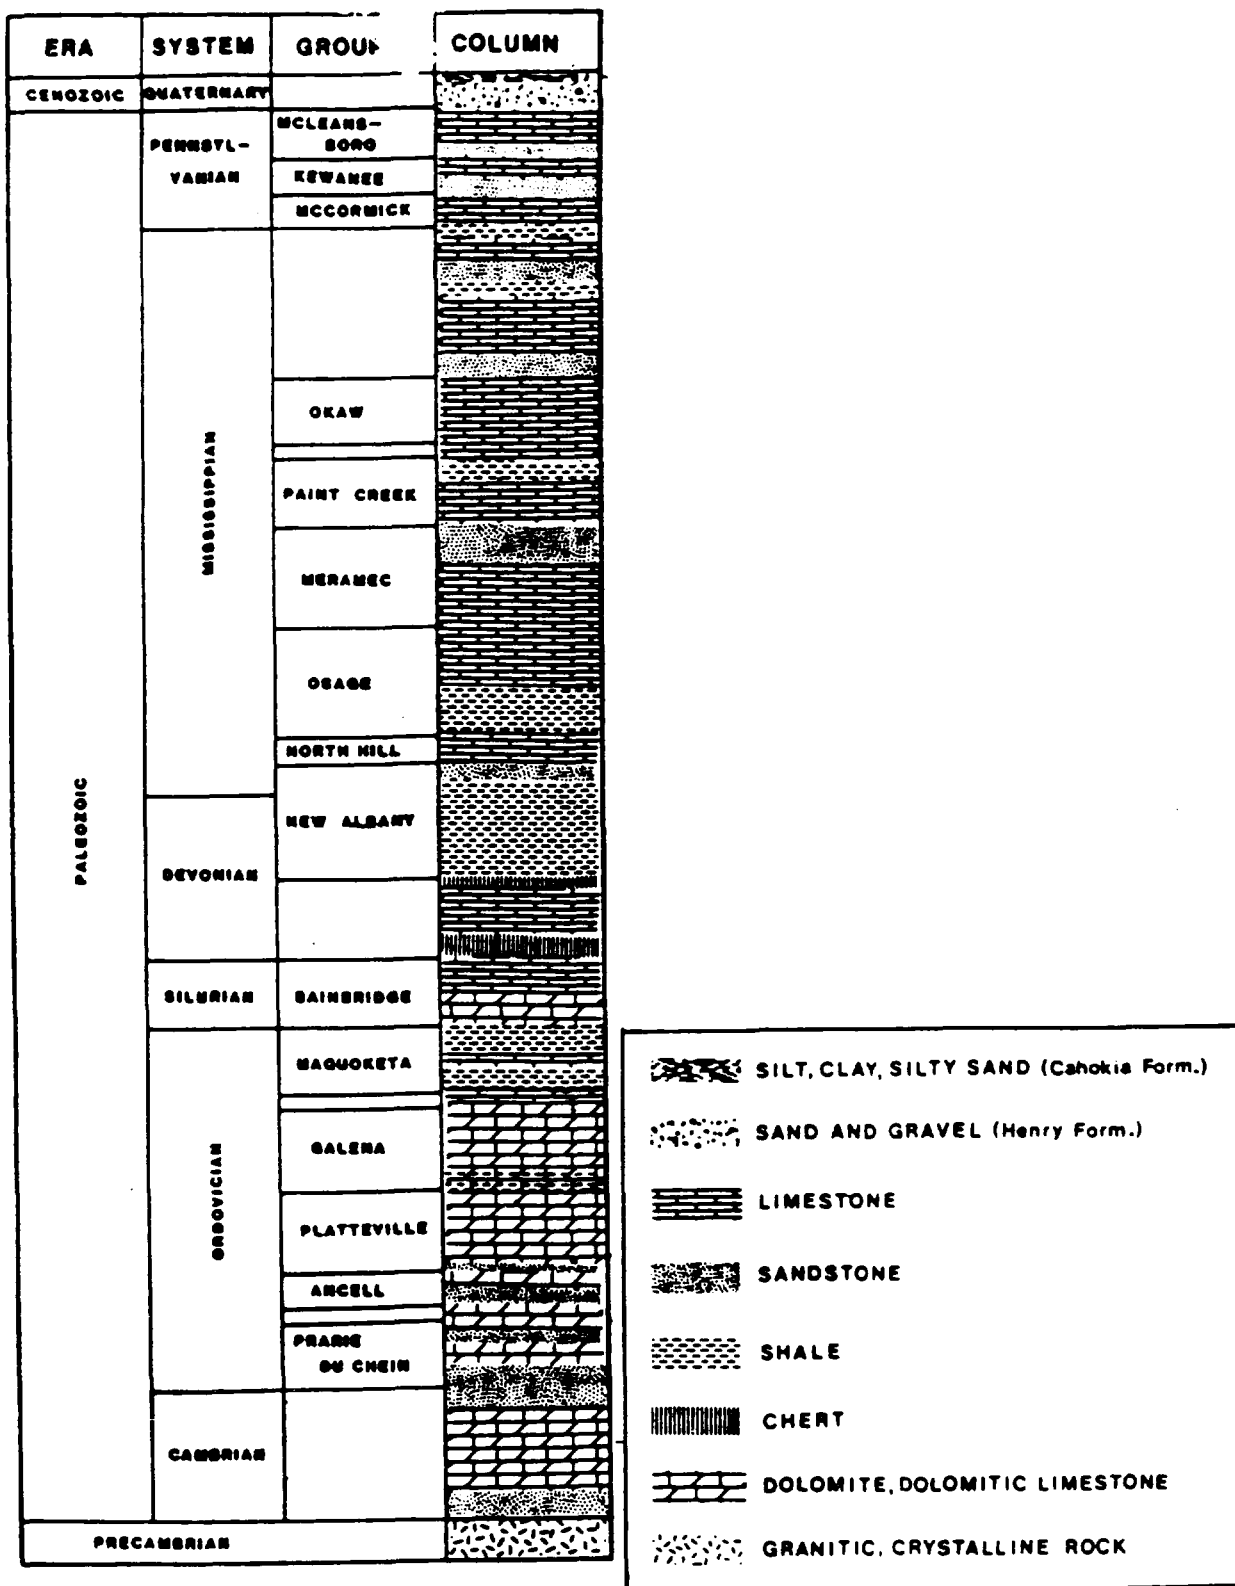 ERA SYSTEM GROUP COLUMN
CENOZOIC QUATERNARY
PALEOZOIC
PENNSYL-
VANIAN
MCLEANS-
BORO
KEWANEE
MCCORMICK
MISSISSIPPIAN
OKAW
PAINT CREEK
MERAMEC
OSAGE
NORTH HILL
NEW ALBANY
DEVONIAN
SILURIAN BAINBRIDGE
ORDOVICIAN
MAQUOKETA
GALENA
PLATTEVILLE
ANCELL
PRARIE
DU CHEIN
CAMBRIAN
PRECAMBRIAN
SILT, CLAY, SILTY SAND (Cahokia Form.)
SAND AND GRAVEL (Henry Form.)
LIMESTONE
SANDSTONE
SHALE
CHERT
DOLOMITE, DOLOMITIC LIMESTONE
GRANITIC, CRYSTALLINE ROCK